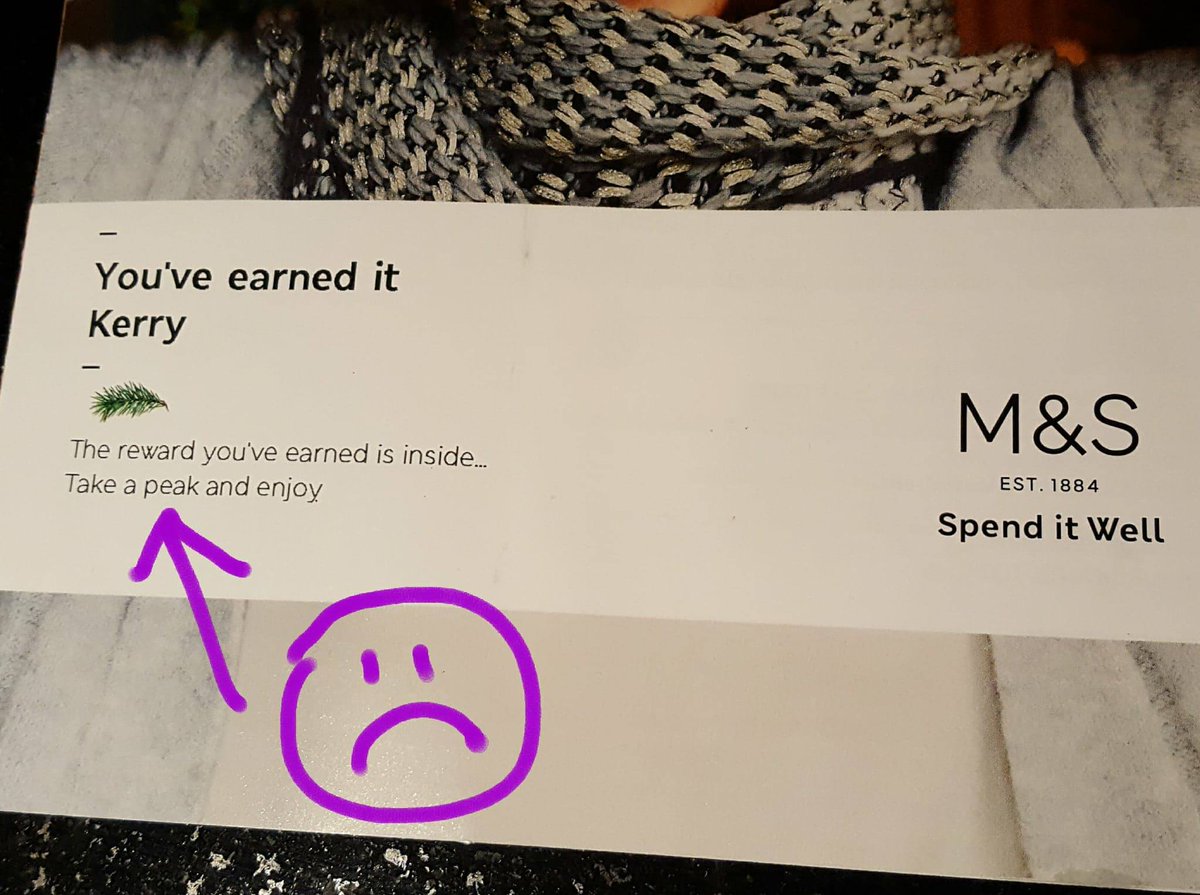 You've earned it
Kerry
The reward you've earned is inside...
Take a peak and enjoy
M&S
EST. 1884
Spend it Well